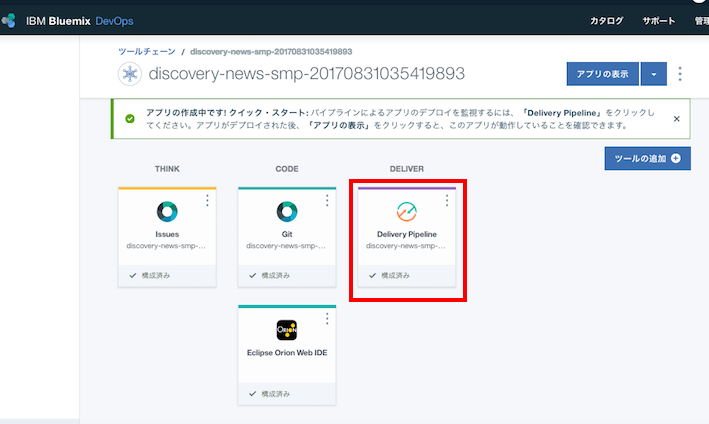 IBM Bluemix DevOps
カタログ サポート 管理
ツールチェーン / discovery-news-smp-20170831035419893
discovery-news-smp-20170831035419893
アプリの表示
アプリの作成中です! クイック・スタート: パイプラインによるアプリのデプロイを監視するには、「Delivery Pipeline」をクリックし
てください。アプリがデプロイされた後、「アプリの表示」をクリックすると、このアプリが動作していることを確認できます。
ツールの追加
THINK CODE DELIVER
Issues
discovery-news-smp-...
構成済み
Git
discovery-news-smp-...
構成済み
Delivery Pipeline
discovery-news-smp-...
構成済み
ORION
Eclipse Orion Web IDE
構成済み